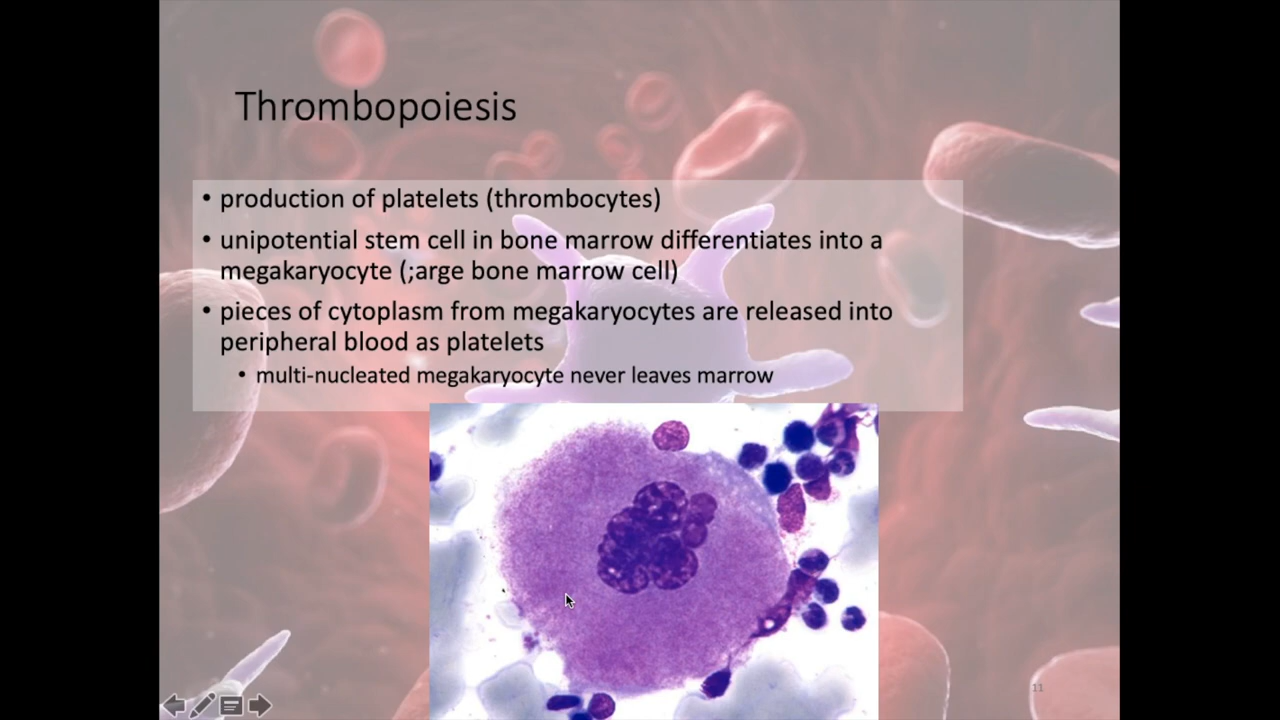 Thrombopoiesis
• production of platelets (thrombocytes)
• unipotential stem cell in bone marrow differentiates into a
megakaryocyte (;arge bone marrow cell)
• pieces of cytoplasm from megakaryocytes are released into
peripheral blood as platelets
• multi-nucleated megakaryocyte never leaves marrow
11